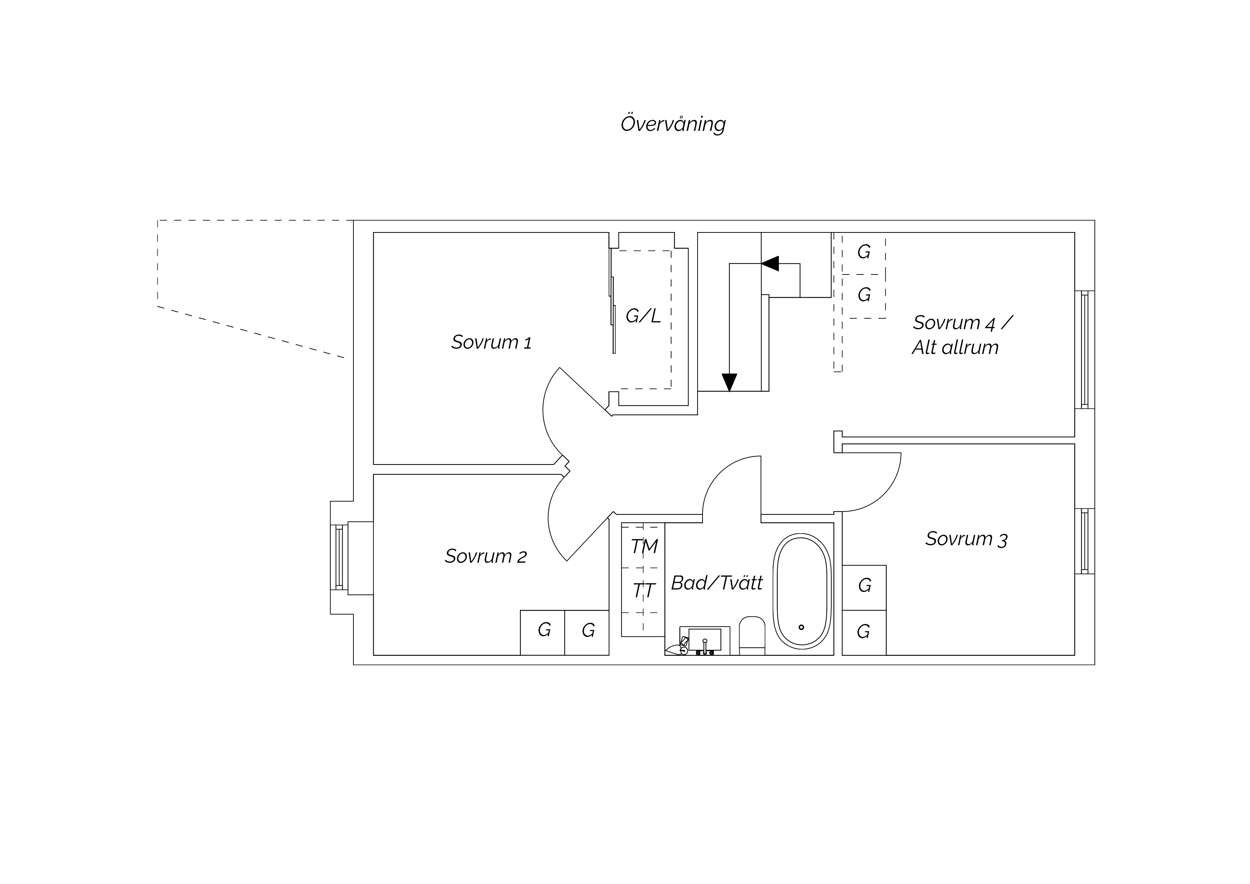 Övervåning
G
G
G/L
Sovrum 4 /
Alt allrum
Sovrum 1
Sovrum 3
TM
Sovrum 2
Bad/Tvätt
TT
G
G
G
G